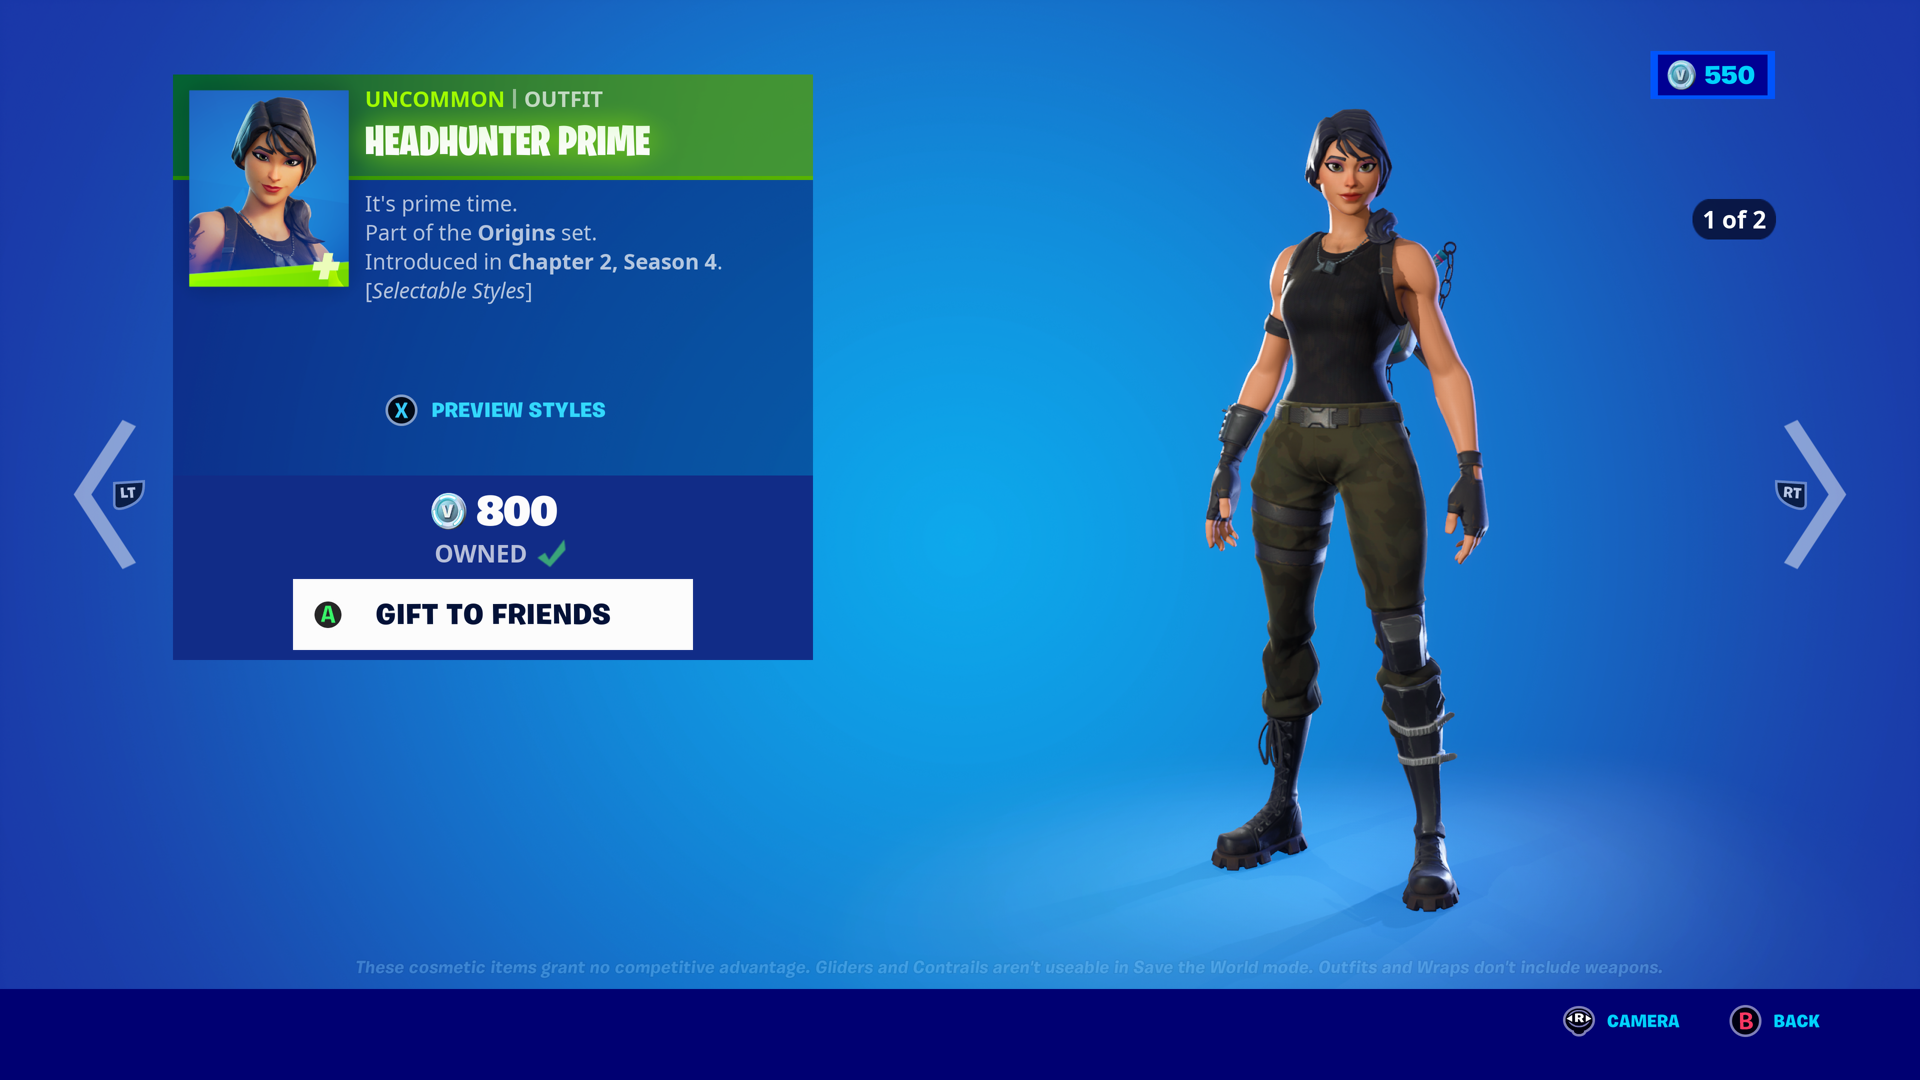 550
UNCOMMON | OUTFIT
HEADHUNTER PRIME
It's prime time.
Part of the Origins set.
Introduced in Chapter 2, Season 4.
[Selectable Styles]
1 of 2
X PREVIEW STYLES
LT
RT
V 800
OWNED
A GIFT TO FRIENDS
These cosmetic items grant no competitive advantage. Gliders and Contrails aren't useable in Save the World mode. Outfits and Wraps don't include weapons.
R CAMERA B BACK